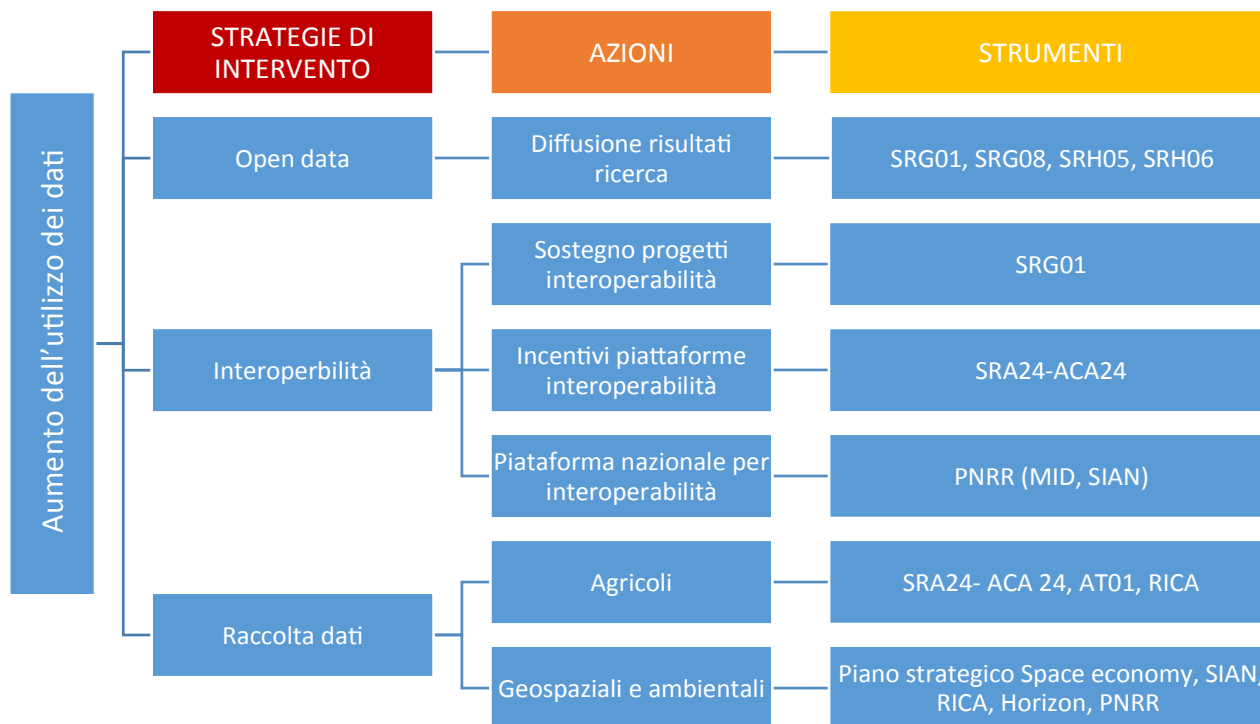 Aumento dell'utilizzo dei dati
STRATEGIE DI
INTERVENTO
AZIONI
STRUMENTI
Open data
Diffusione risultati
ricerca
SRG01, SRG08, SRH05, SRH06
Interoperbilità
Sostegno progetti
interoperabilità
SRG01
Incentivi piattaforme
interoperabilità
SRA24-ACA24
Piataforma nazionale per
interoperabilità
PNRR (MID, SIAN)
Raccolta dati
Agricoli
SRA24- ACA 24, AT01, RICA
Geospaziali e ambientali
Piano strategico Space economy, SIAN,
RICA, Horizon, PNRR